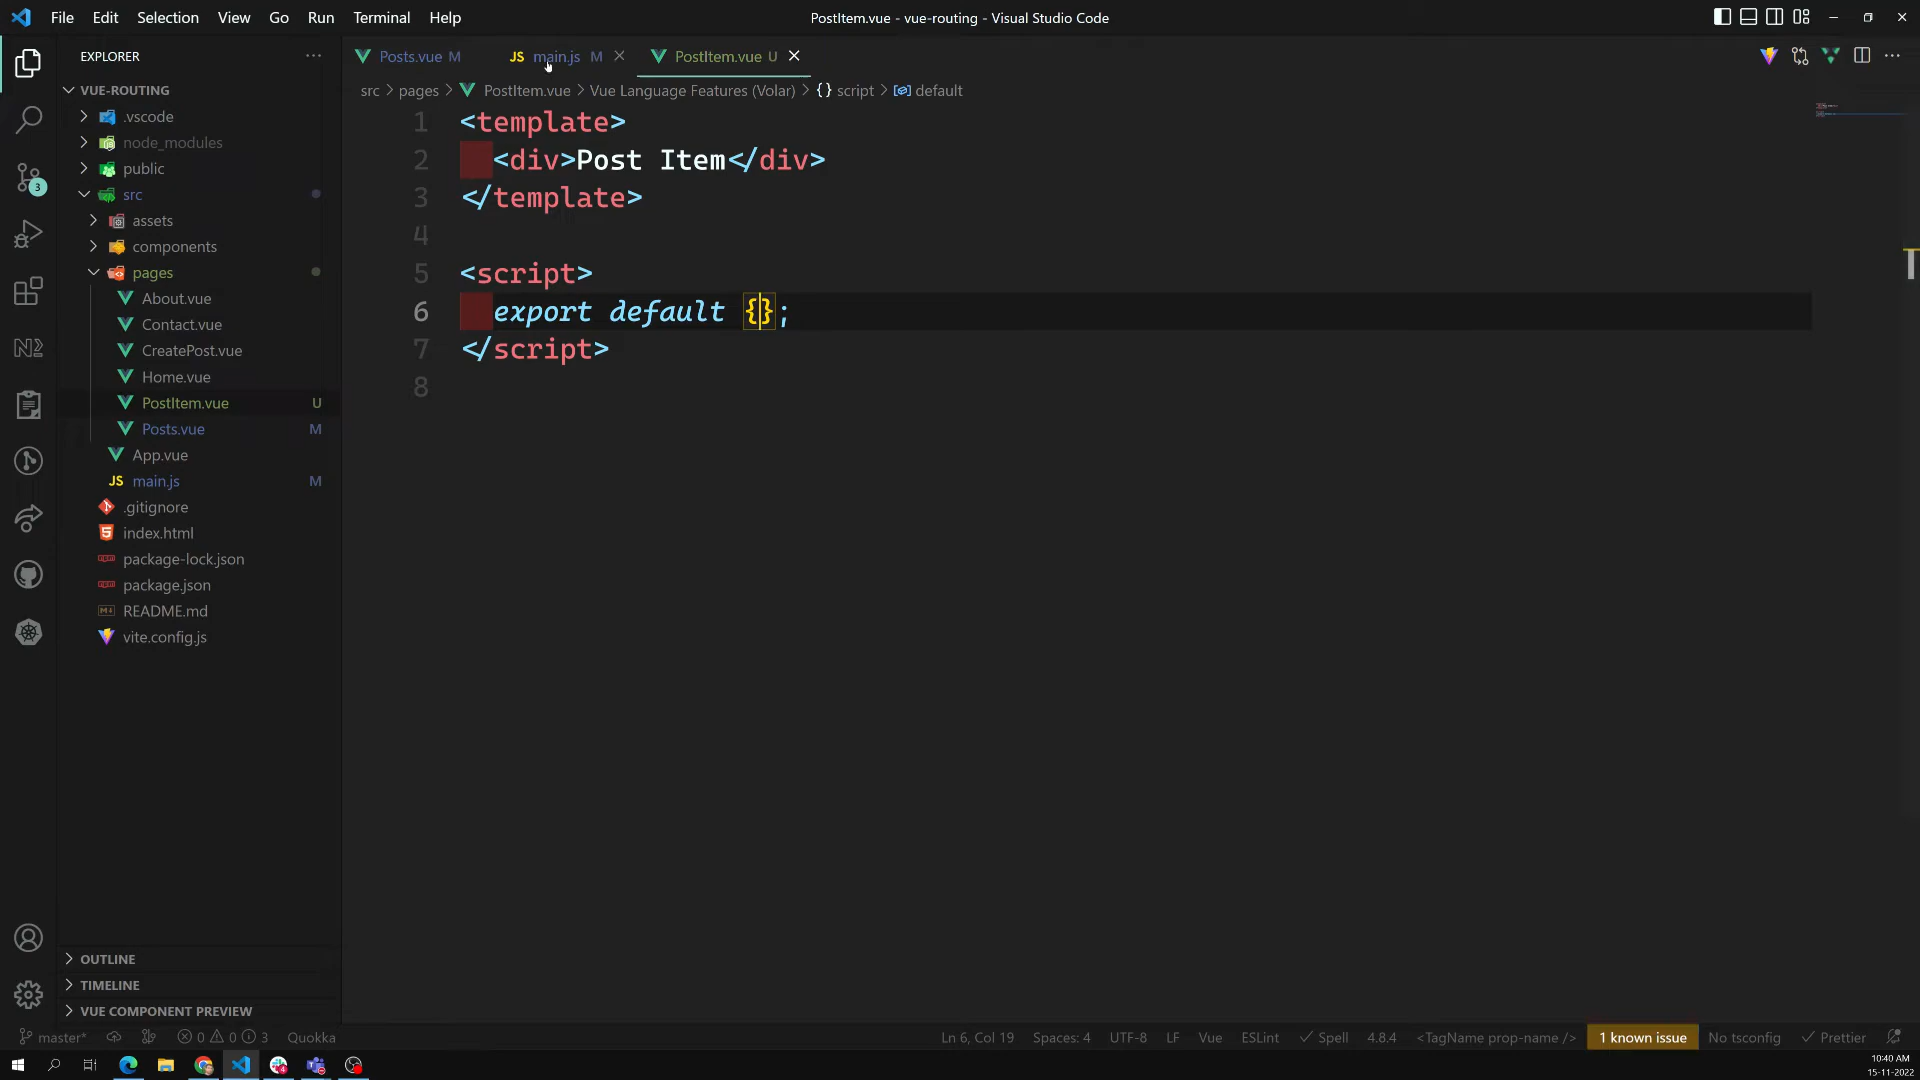 File Edit Selection View Go Run Terminal Help
PostItem.vue - vue-routing - Visual Studio Code
EXPLORER
Posts.vue M
JS main.js M
PostItem.vue U
VUE-ROUTING
src > pages > PostItem.vue > Vue Language Features (Volar) > {} script > default
.vscode
node_modules
public
src
assets
components
pages
About.vue
Contact.vue
CreatePost.vue
Home.vue
PostItem.vue U
Posts.vue M
App.vue
JS main.js M
.gitignore
index.html
package-lock.json
package.json
README.md
vite.config.js
1 <template>
2 <div>Post Item</div>
3 </template>
4
5 <script>
6 export default {};
7 </script>
8
3
OUTLINE
TIMELINE
VUE COMPONENT PREVIEW
master* 0 0 3 Quokka
Ln 6, Col 19 Spaces: 4 UTF-8 LF Vue ESLint Spell 4.8.4 <TagName prop-name /> 1 known issue No tsconfig Prettier
10:40 AM
15-11-2022